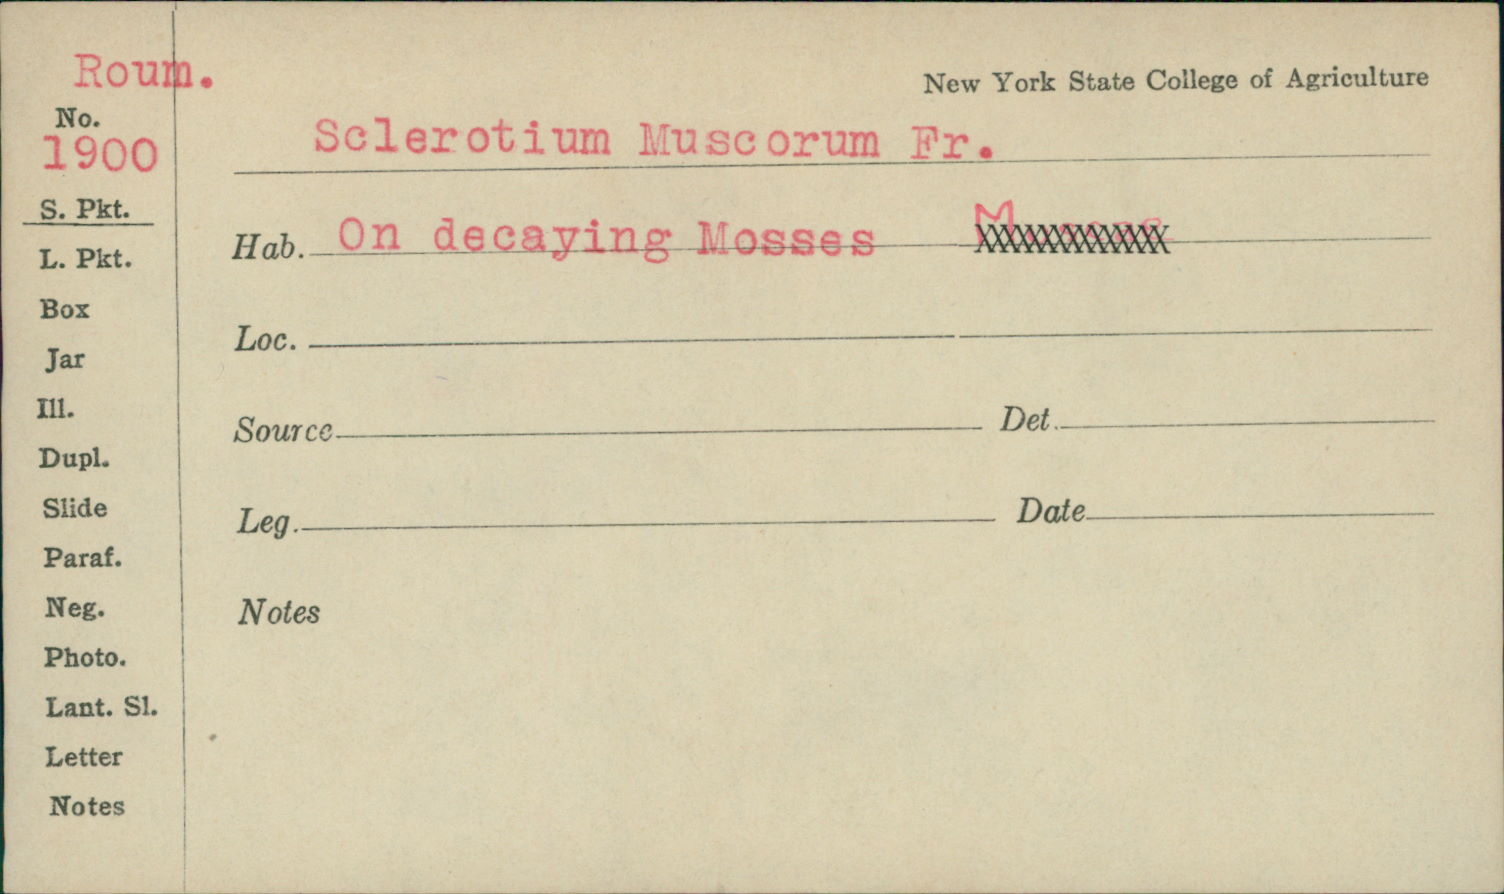 Roum.
New York State College of Agriculture
No.
1900
Sclerotium Muscorum Fr.
S. Pkt.
Hab. On decaying Mosses
L. Pkt.
Box
Loc.
Jar
Ill.
Source Det.
Dupl.
Slide
Leg. Date
Paraf.
Neg.
Notes
Photo.
Lant. Sl.
Letter
Notes